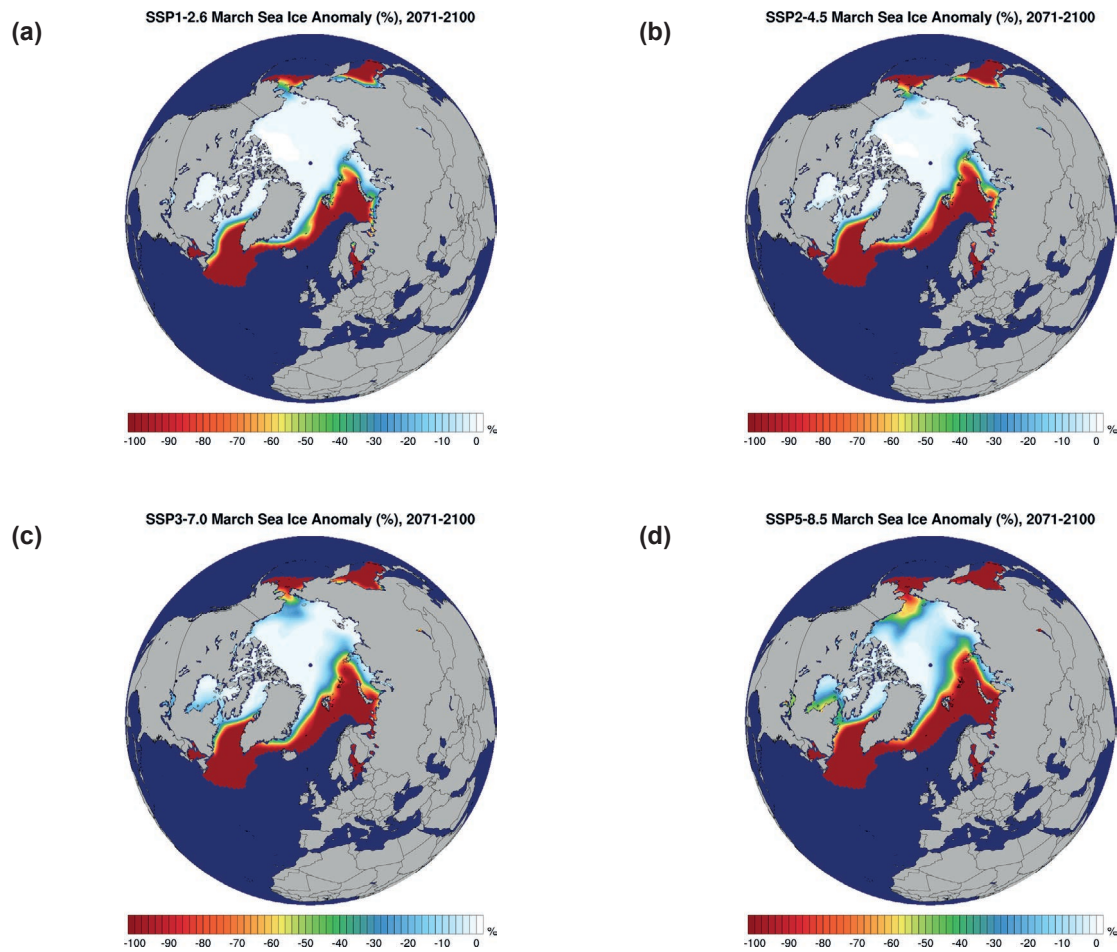 (a)
SSP1-2.6 March Sea Ice Anomaly (%), 2071-2100
-100 -90 -80 -70 -60 -50 -40 -30 -20 -10 0 %
(b)
SSP2-4.5 March Sea Ice Anomaly (%), 2071-2100
-100 -90 -80 -70 -60 -50 -40 -30 -20 -10 0 %
(c)
SSP3-7.0 March Sea Ice Anomaly (%), 2071-2100
-100 -90 -80 -70 -60 -50 -40 -30 -20 -10 0 %
(d)
SSP5-8.5 March Sea Ice Anomaly (%), 2071-2100
-100 -90 -80 -70 -60 -50 -40 -30 -20 -10 0 %